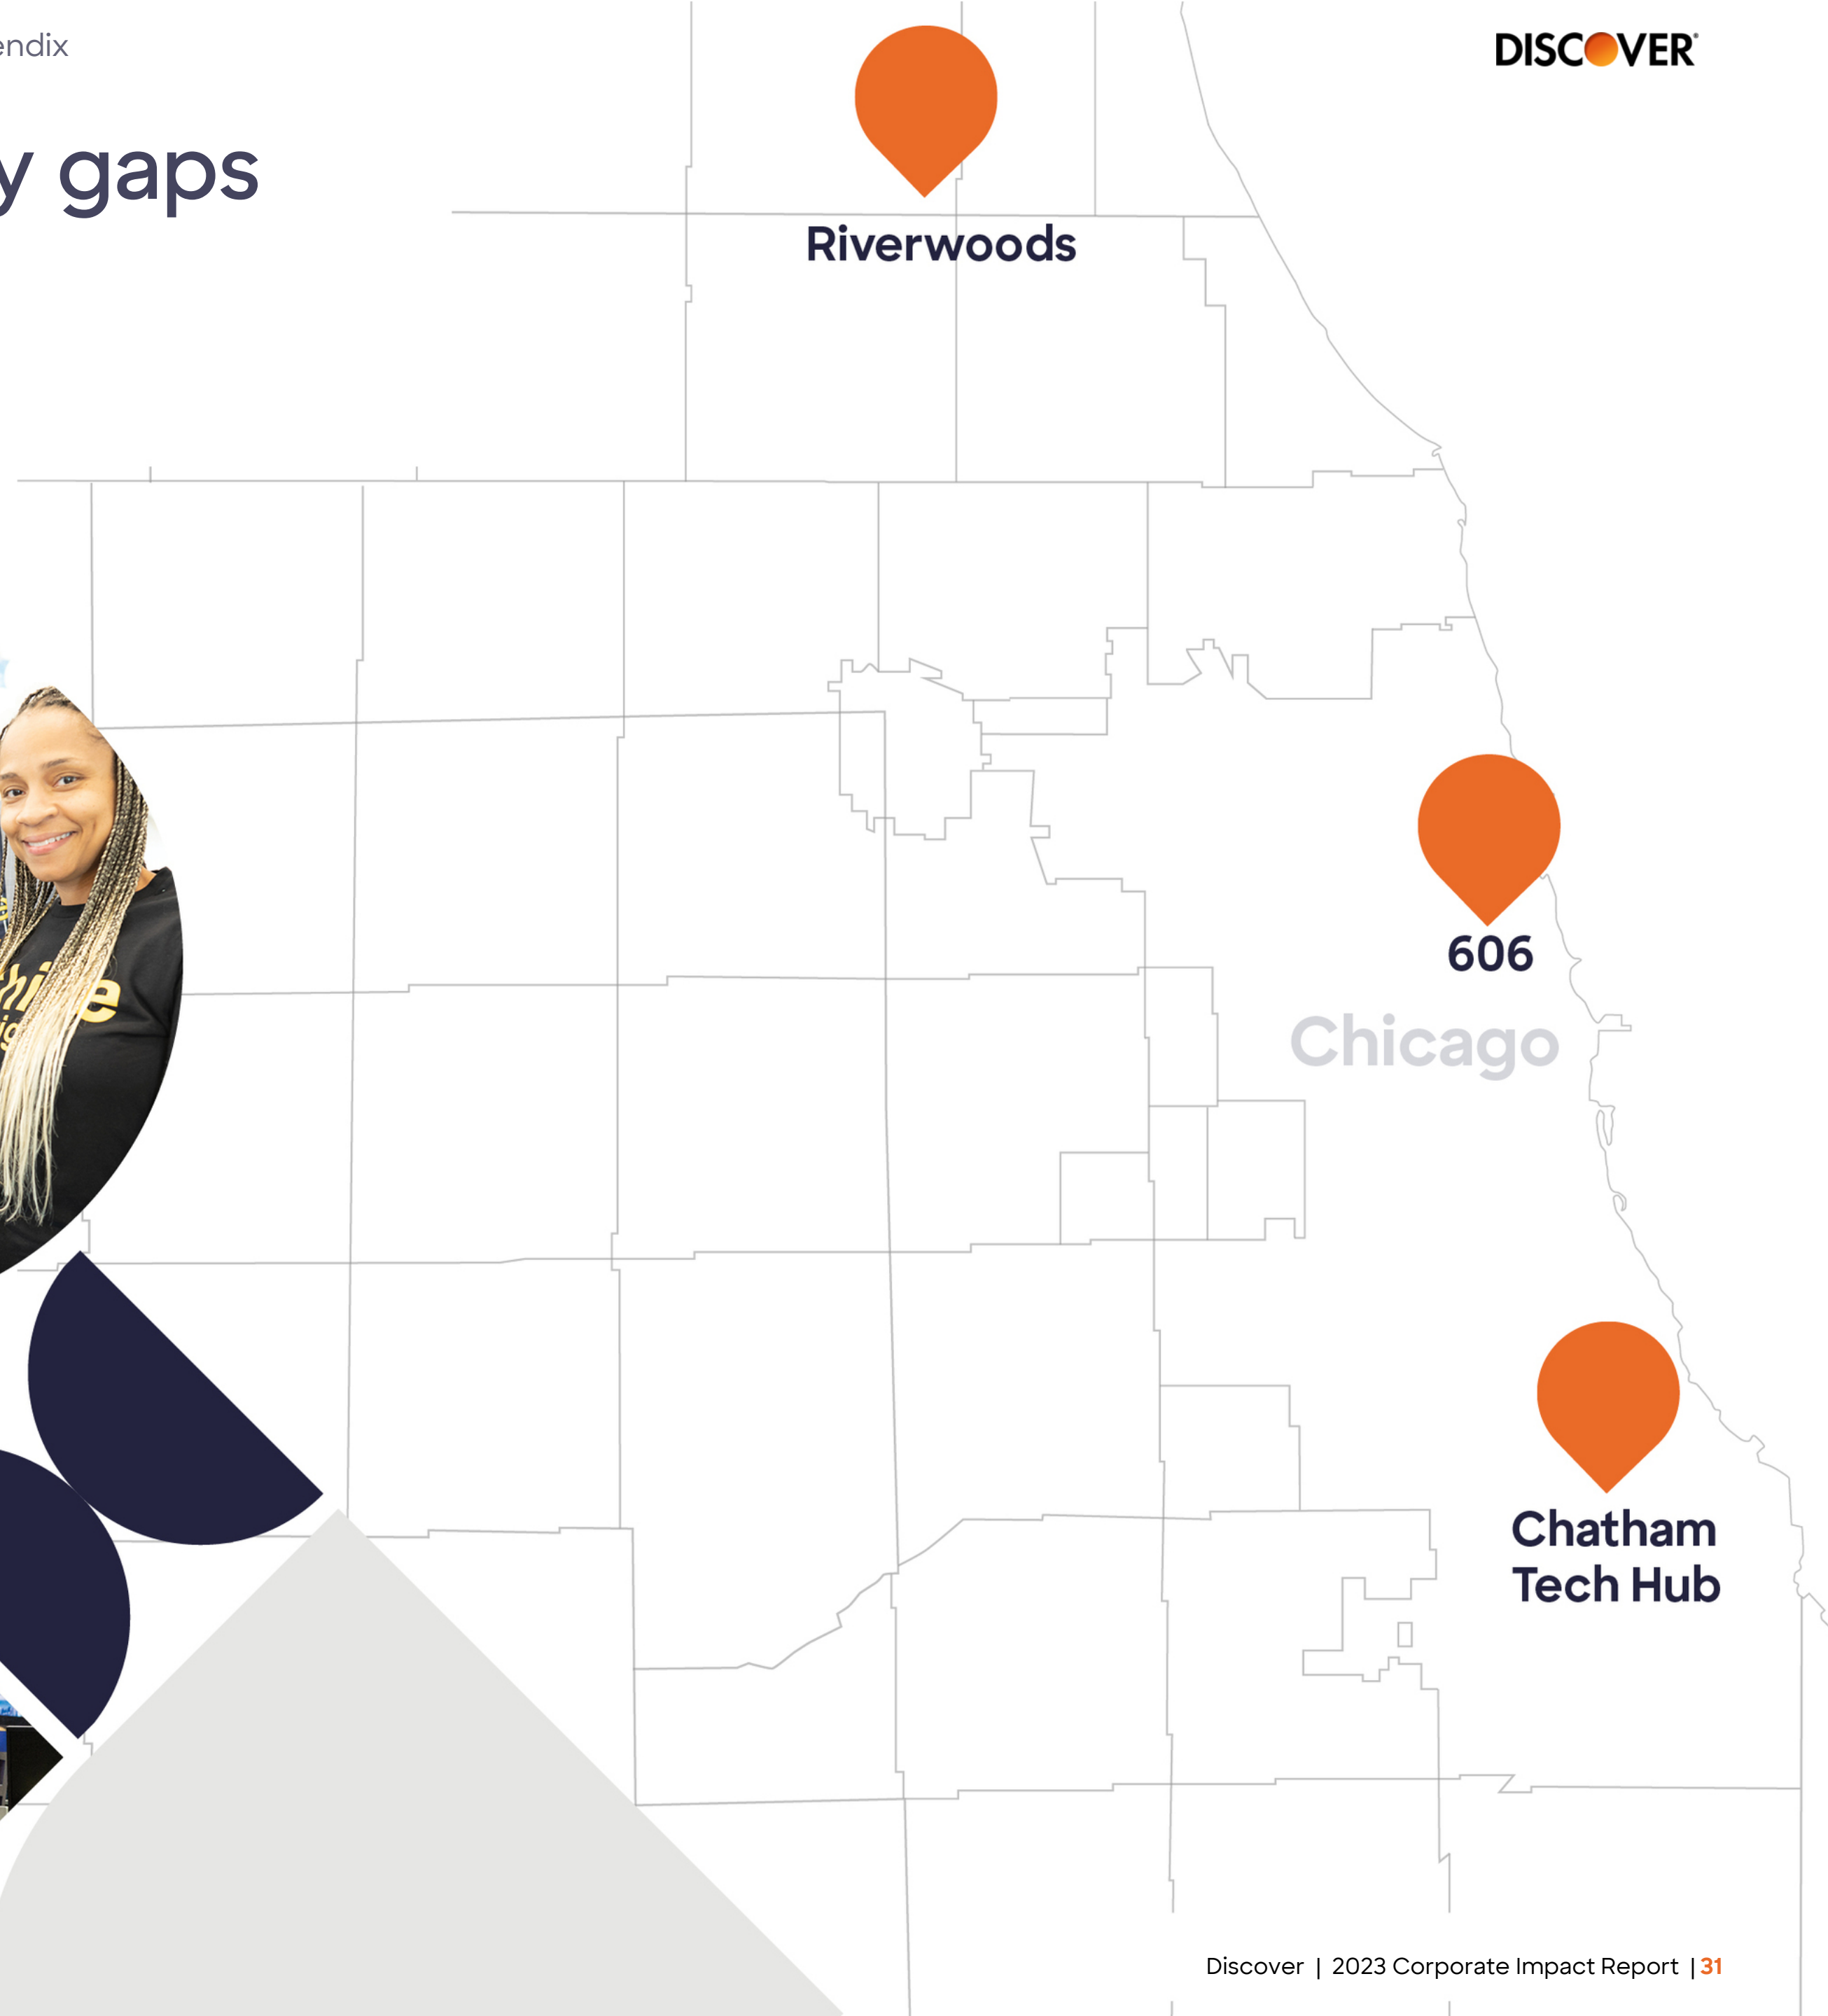 endix
DISCOVER
y gaps
Riverwoods
606
Chicago
Chatham
Tech Hub
Discover | 2023 Corporate Impact Report | 31